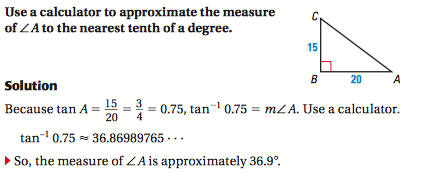 Use a calculator to approximate the measure
of ∠A to the nearest tenth of a degree.
C
15
B 20 A
Solution
Because tan A = 15/20 = 3/4 = 0.75, tan⁻¹ 0.75 = m∠A. Use a calculator.
tan⁻¹ 0.75 ≈ 36.86989765 · · ·
▶ So, the measure of ∠A is approximately 36.9°.